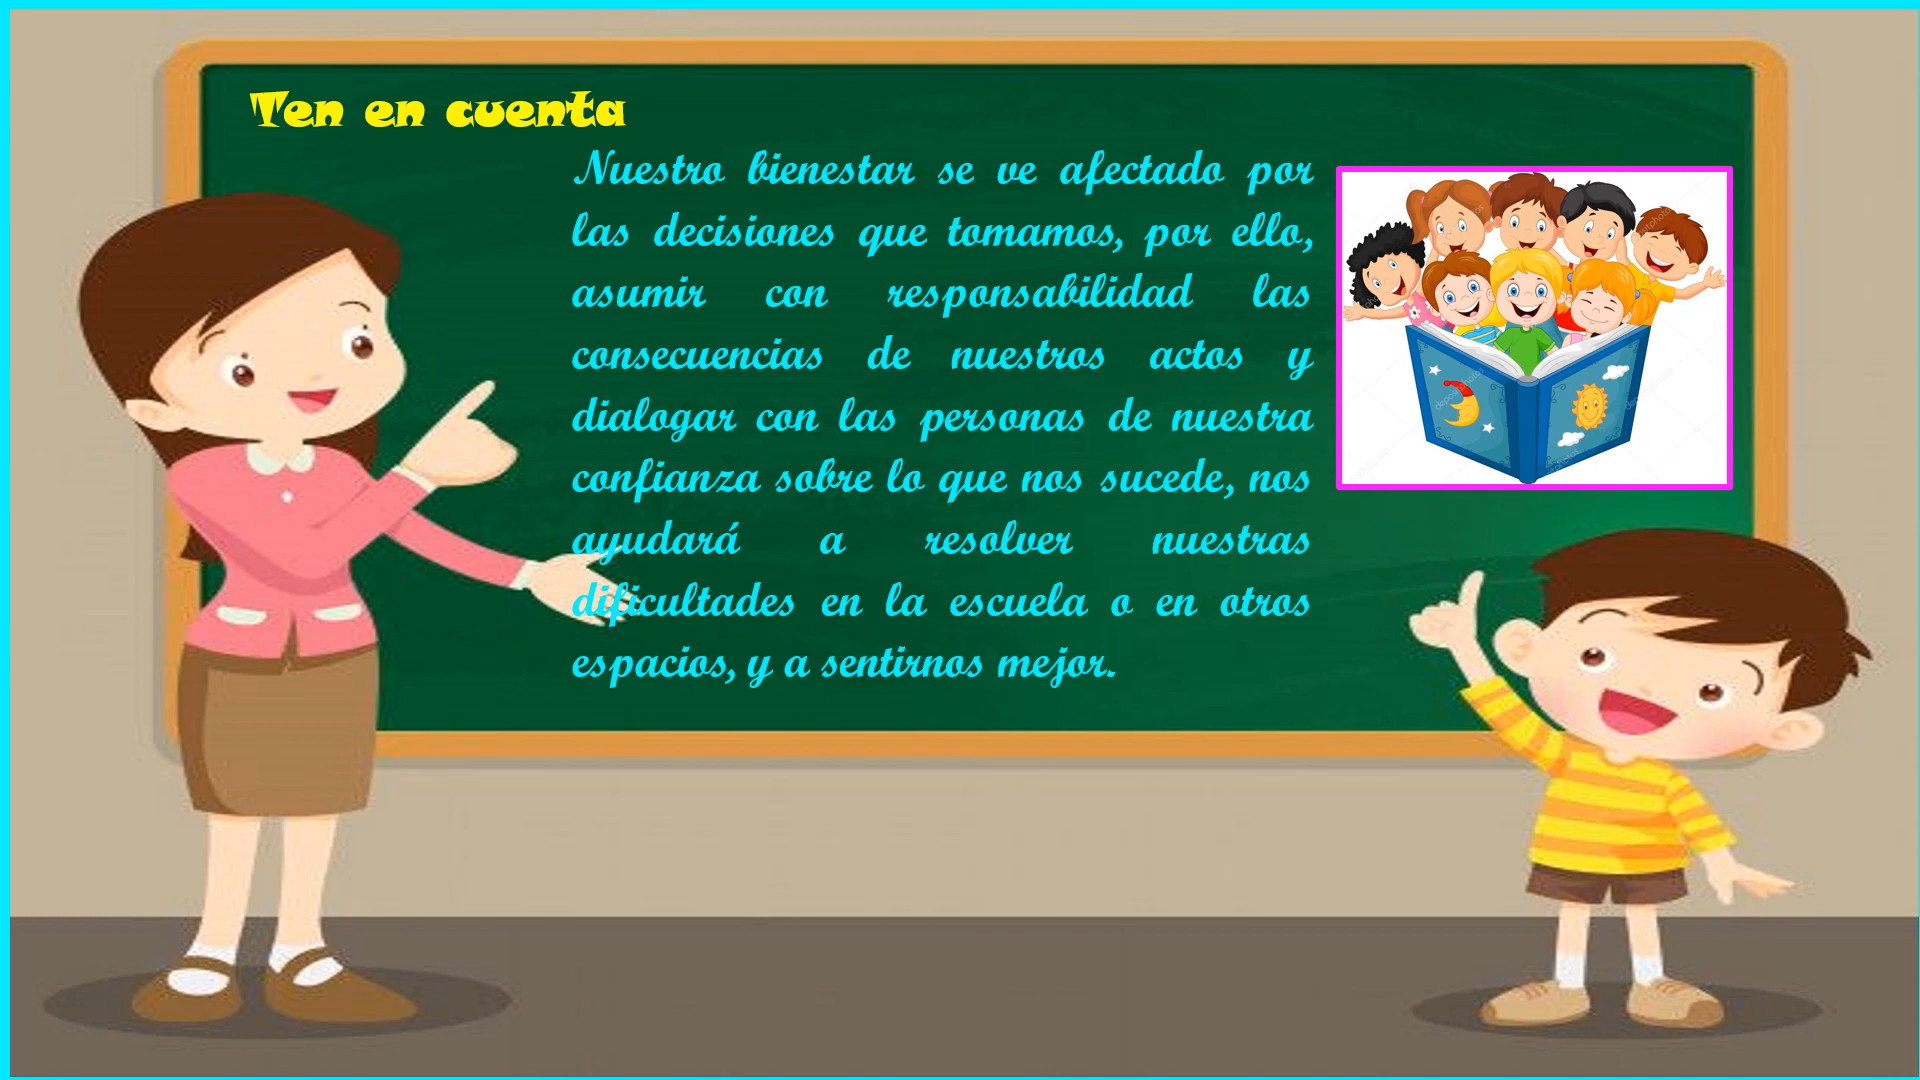 Ten en cuenta
Nuestro bienestar se ve afectado por
las decisiones que tomamos, por ello,
asumir con responsabilidad las
consecuencias de nuestros actos y
dialogar con las personas de nuestra
confianza sobre lo que nos sucede, nos
ayudará a resolver nuestras
dificultades en la escuela o en otros
espacios, y a sentirnos mejor.